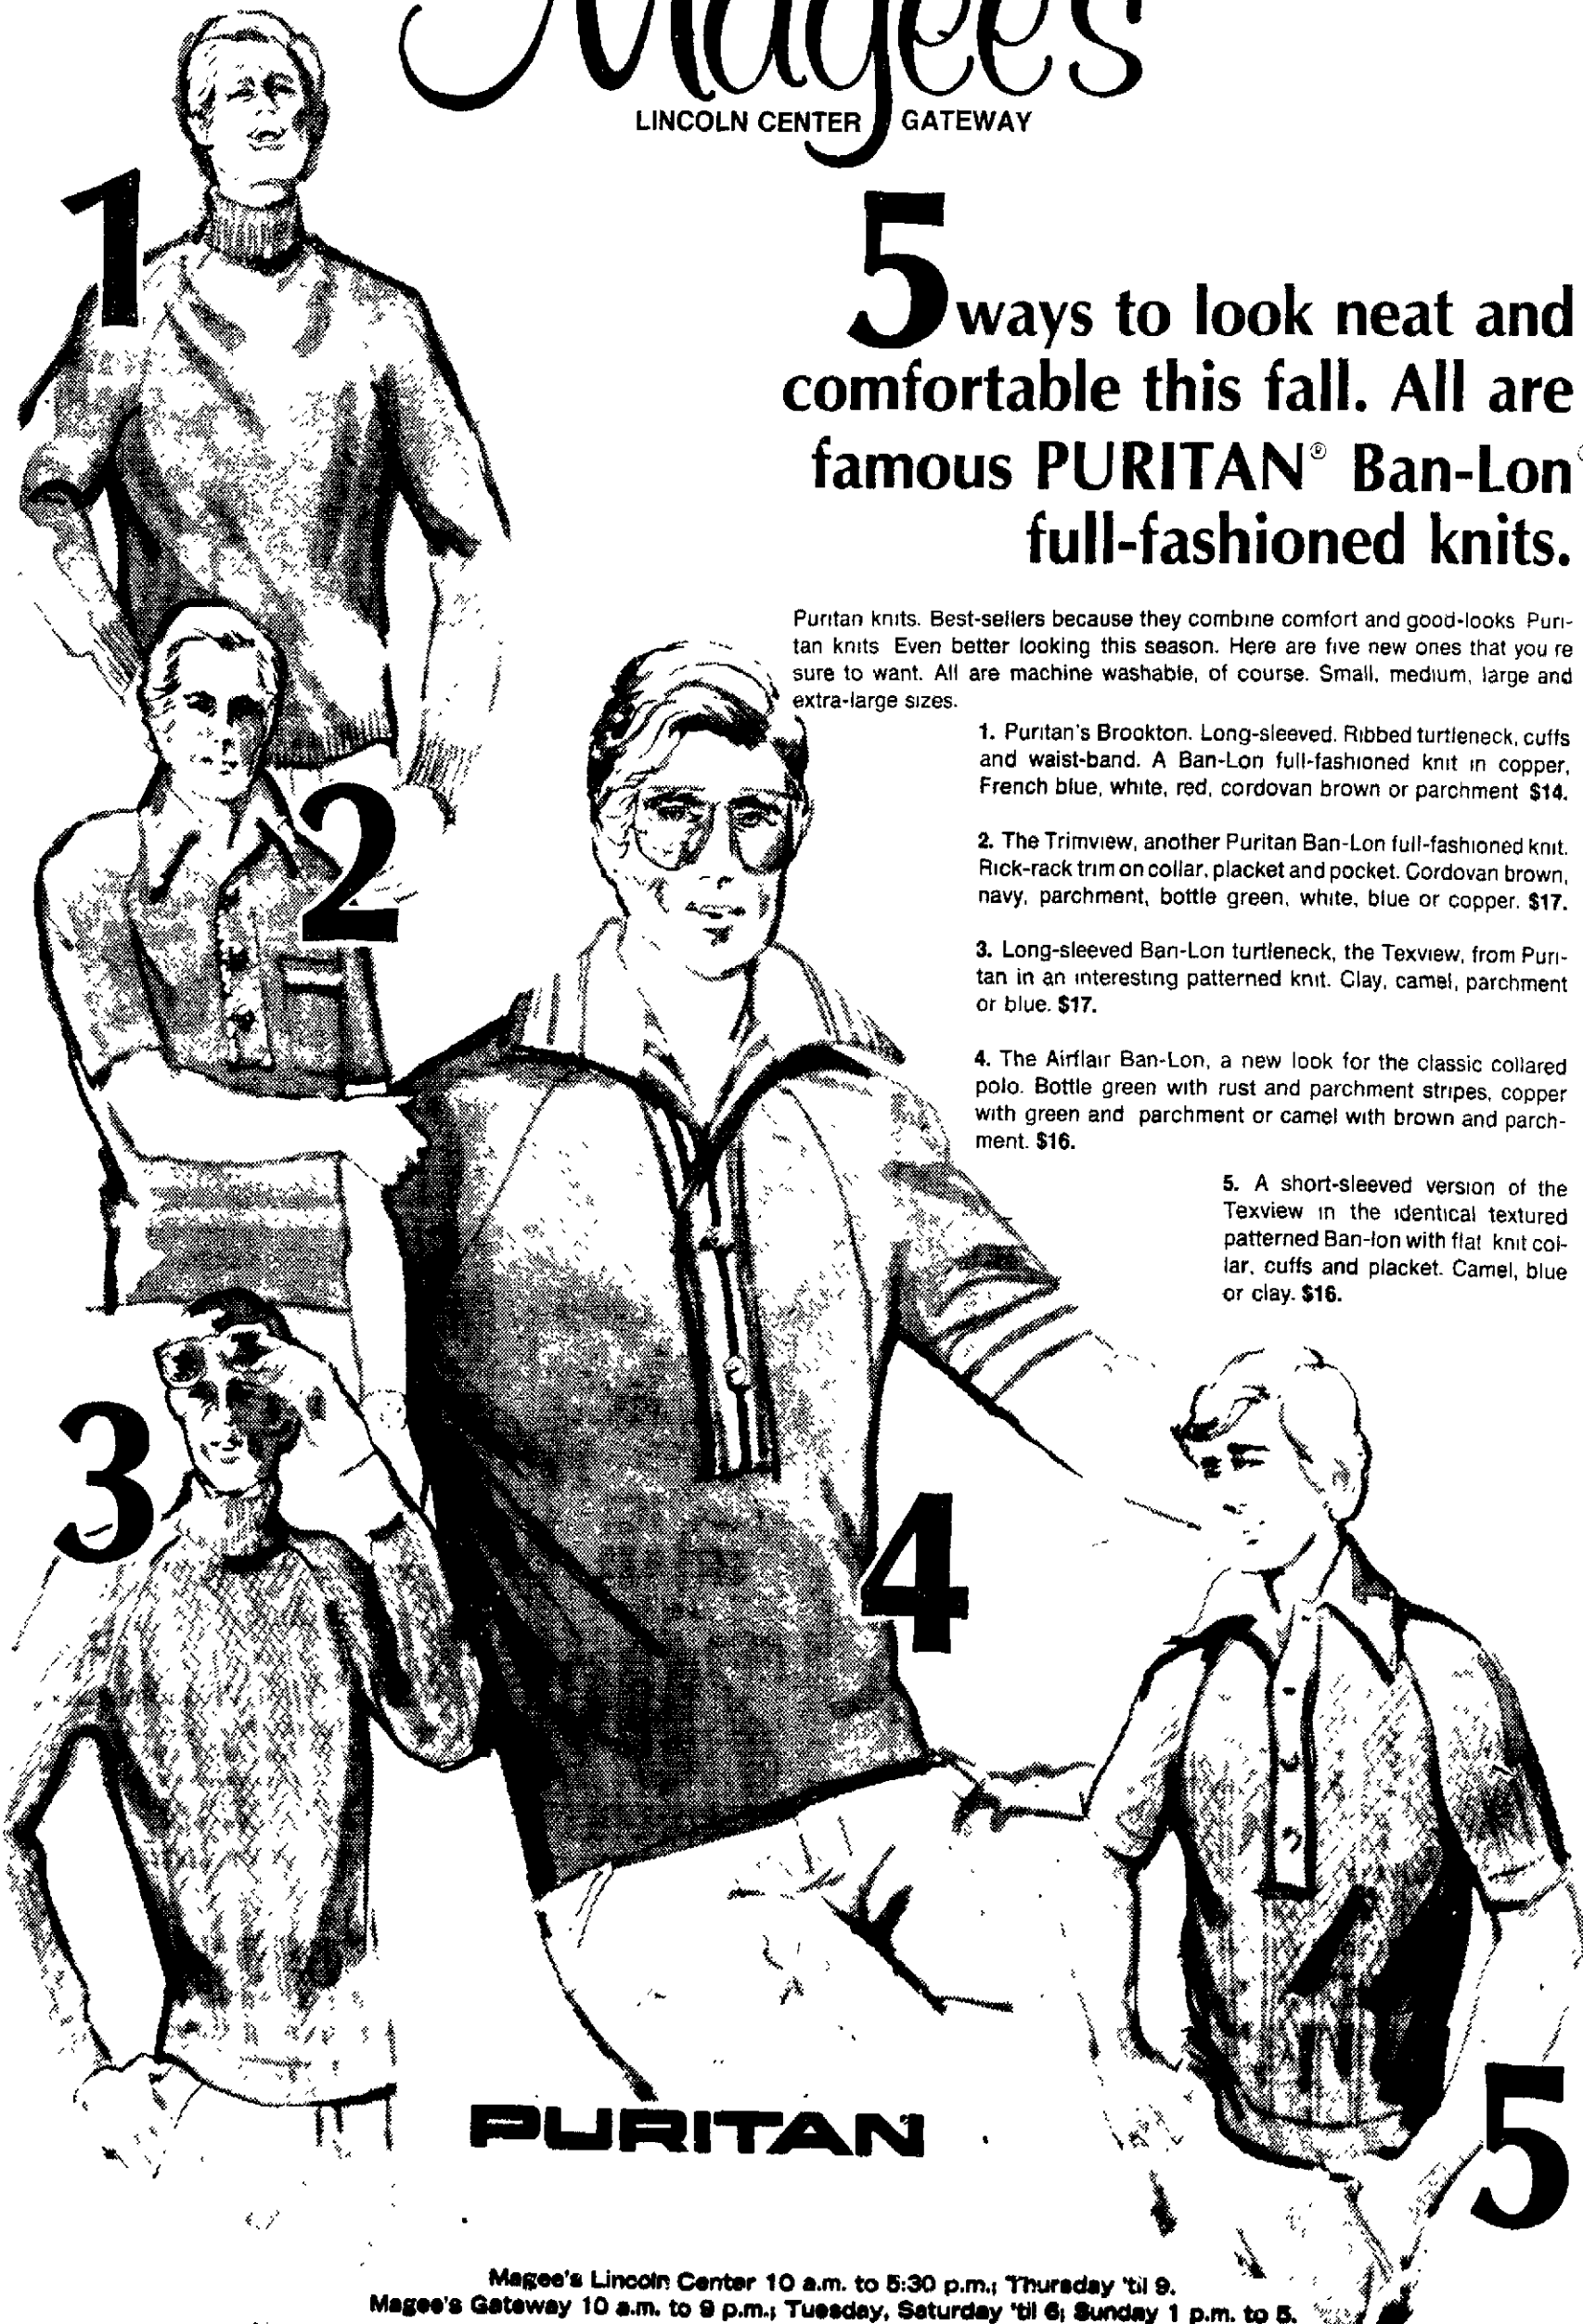 Magee's
LINCOLN CENTER GATEWAY
1
5 ways to look neat and
comfortable this fall. All are
famous PURITAN® Ban-Lon®
full-fashioned knits.
Puritan knits. Best-sellers because they combine comfort and good-looks Puri-
tan knits Even better looking this season. Here are five new ones that you re
sure to want. All are machine washable, of course. Small, medium, large and
extra-large sizes.
1. Puritan's Brookton. Long-sleeved. Ribbed turtleneck, cuffs
and waist-band. A Ban-Lon full-fashioned knit in copper,
French blue, white, red, cordovan brown or parchment $14.
2
2. The Trimview, another Puritan Ban-Lon full-fashioned knit.
Rick-rack trim on collar, placket and pocket. Cordovan brown,
navy, parchment, bottle green, white, blue or copper. $17.
3. Long-sleeved Ban-Lon turtleneck, the Texview, from Puri-
tan in an interesting patterned knit. Clay, camel, parchment
or blue. $17.
4. The Airflair Ban-Lon, a new look for the classic collared
polo. Bottle green with rust and parchment stripes, copper
with green and parchment or camel with brown and parch-
ment. $16.
5. A short-sleeved version of the
Texview in the identical textured
patterned Ban-lon with flat knit col-
lar, cuffs and placket. Camel, blue
or clay. $16.
3
4
5
PURITAN
Magee's Lincoln Center 10 a.m. to 5:30 p.m.; Thursday 'til 9.
Magee's Gateway 10 a.m. to 9 p.m.; Tuesday, Saturday 'til 6; Sunday 1 p.m. to 5.